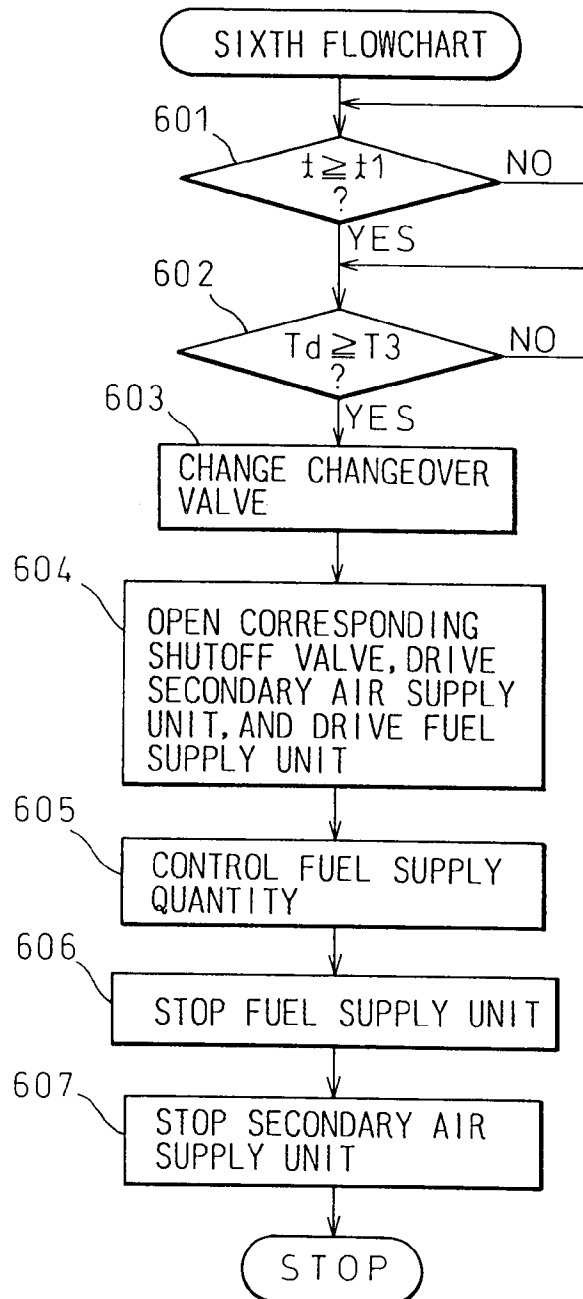 SIXTH FLOWCHART
601
t≧t1
?
NO
YES
602
Td≧T3
?
NO
YES
603
CHANGE CHANGEOVER
VALVE
604
OPEN CORRESPONDING
SHUTOFF VALVE, DRIVE
SECONDARY AIR SUPPLY
UNIT, AND DRIVE FUEL
SUPPLY UNIT
605
CONTROL FUEL SUPPLY
QUANTITY
606
STOP FUEL SUPPLY UNIT
607
STOP SECONDARY AIR
SUPPLY UNIT
STOP